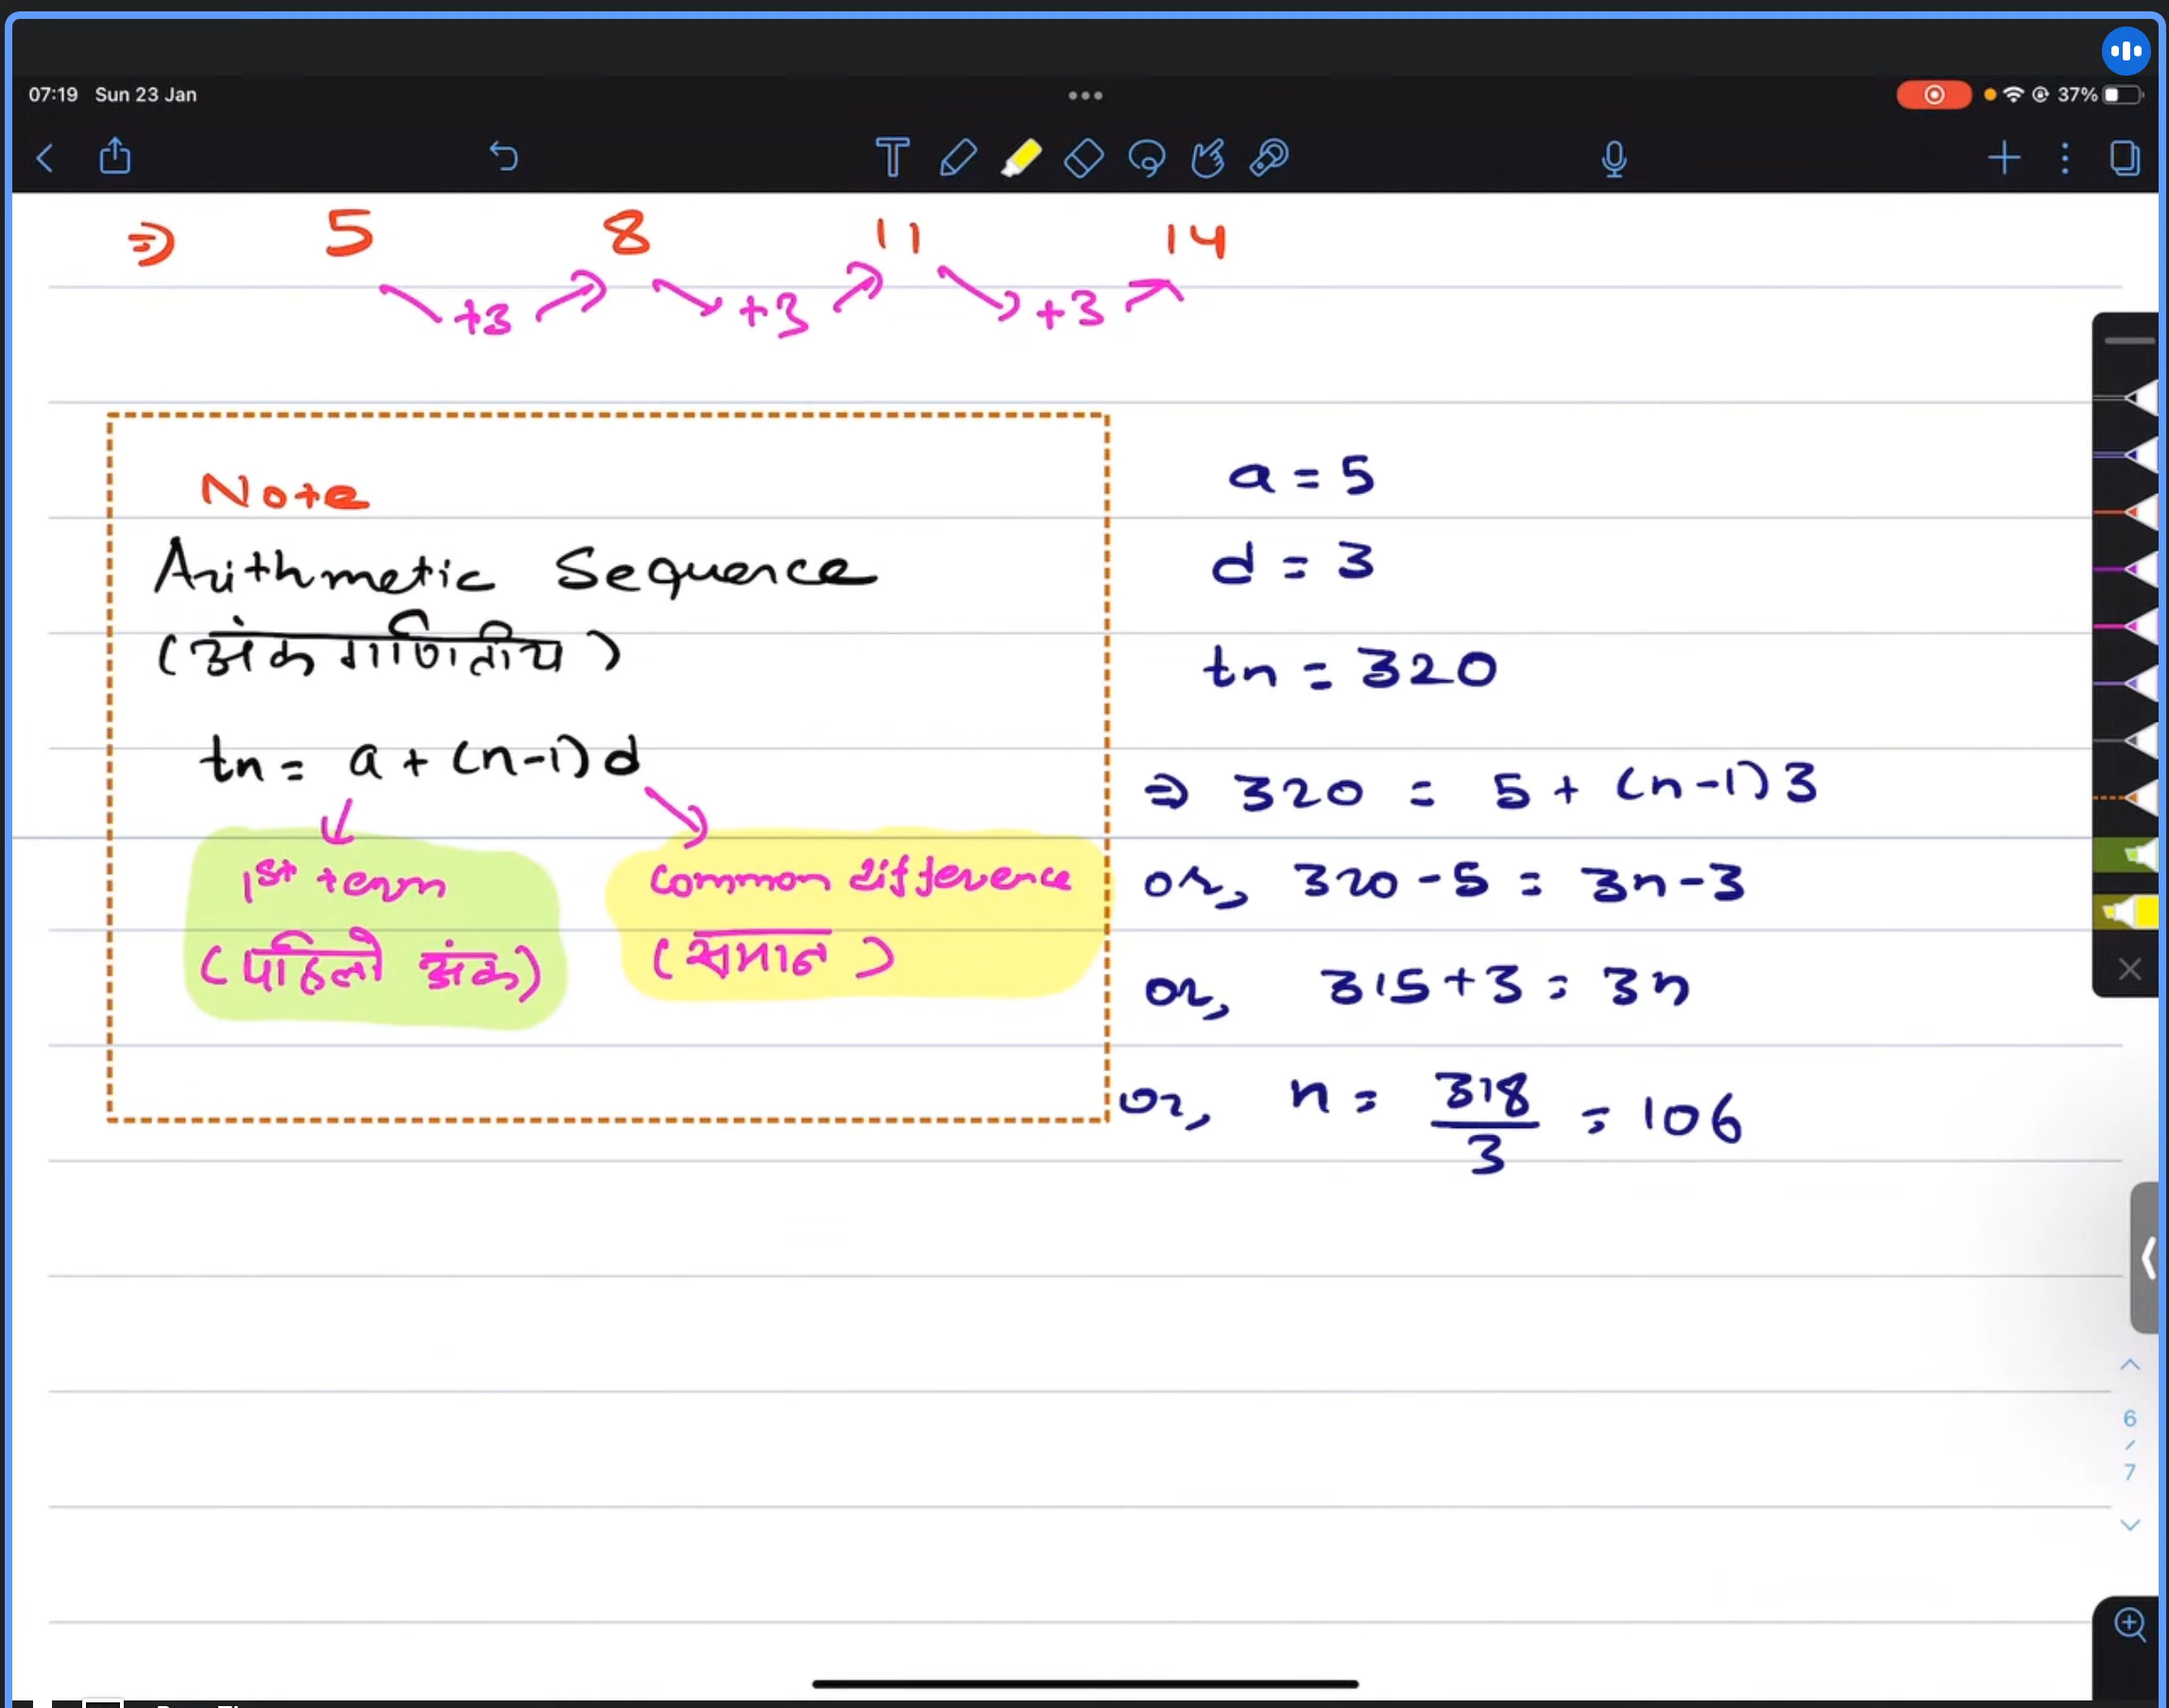 07:19 Sun 23 Jan
37%
T
⇒ 5 8 11 14
+3 +3 +3
Note
Arithmetic Sequence
(अंक गणितीय)
tn = a + (n-1) d
1st term
(पहिलो अंक)
common difference
(समान)
a = 5
d = 3
tn = 320
⇒ 320 = 5 + (n-1) 3
or, 320 - 5 = 3n - 3
or, 315 + 3 = 3n
or, n = 318/3 = 106
6
/
7